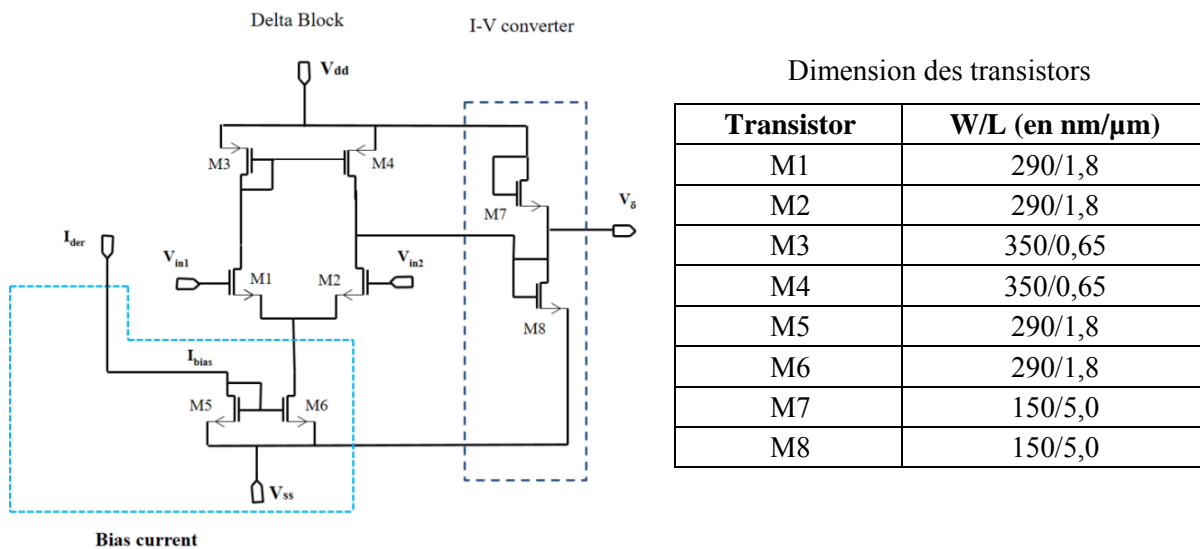 Delta Block
I-V converter
Vdd
M3
M4
M7
Vδ
Ider
Vin1
M1
M2
Vin2
M8
Ibias
M5
M6
Vss
Bias current
Dimension des transistors
Transistor W/L (en nm/µm)
M1 290/1,8
M2 290/1,8
M3 350/0,65
M4 350/0,65
M5 290/1,8
M6 290/1,8
M7 150/5,0
M8 150/5,0